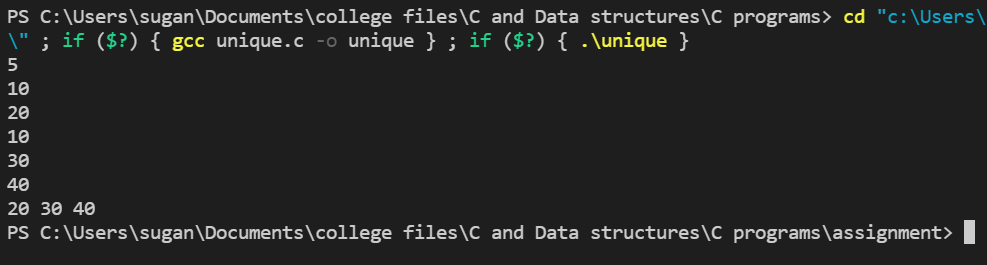 PS C:\Users\sugan\Documents\college files\C and Data structures\C programs> cd "c:\Users\
\" ; if ($?) { gcc unique.c -o unique } ; if ($?) { .\unique }
5
10
20
10
30
40
20 30 40
PS C:\Users\sugan\Documents\college files\C and Data structures\C programs\assignment>